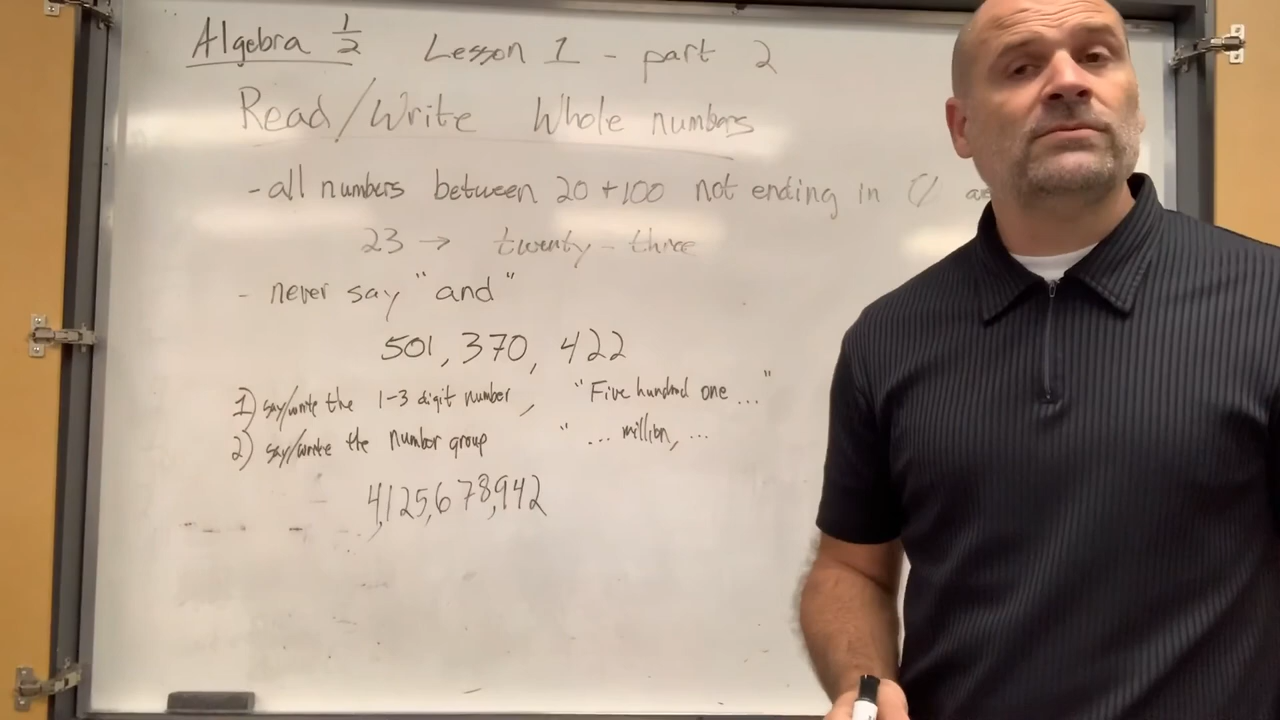 Algebra 1/2 Lesson 1 - part 2
Read/Write Whole numbers
- all numbers between 20 + 100 not ending in
23 → twenty-three
- never say "and"
501, 370, 422
1) say/write the 1-3 digit number, "Five hundred one ..."
2) say/write the number group "... million, ...
4,125,678,942